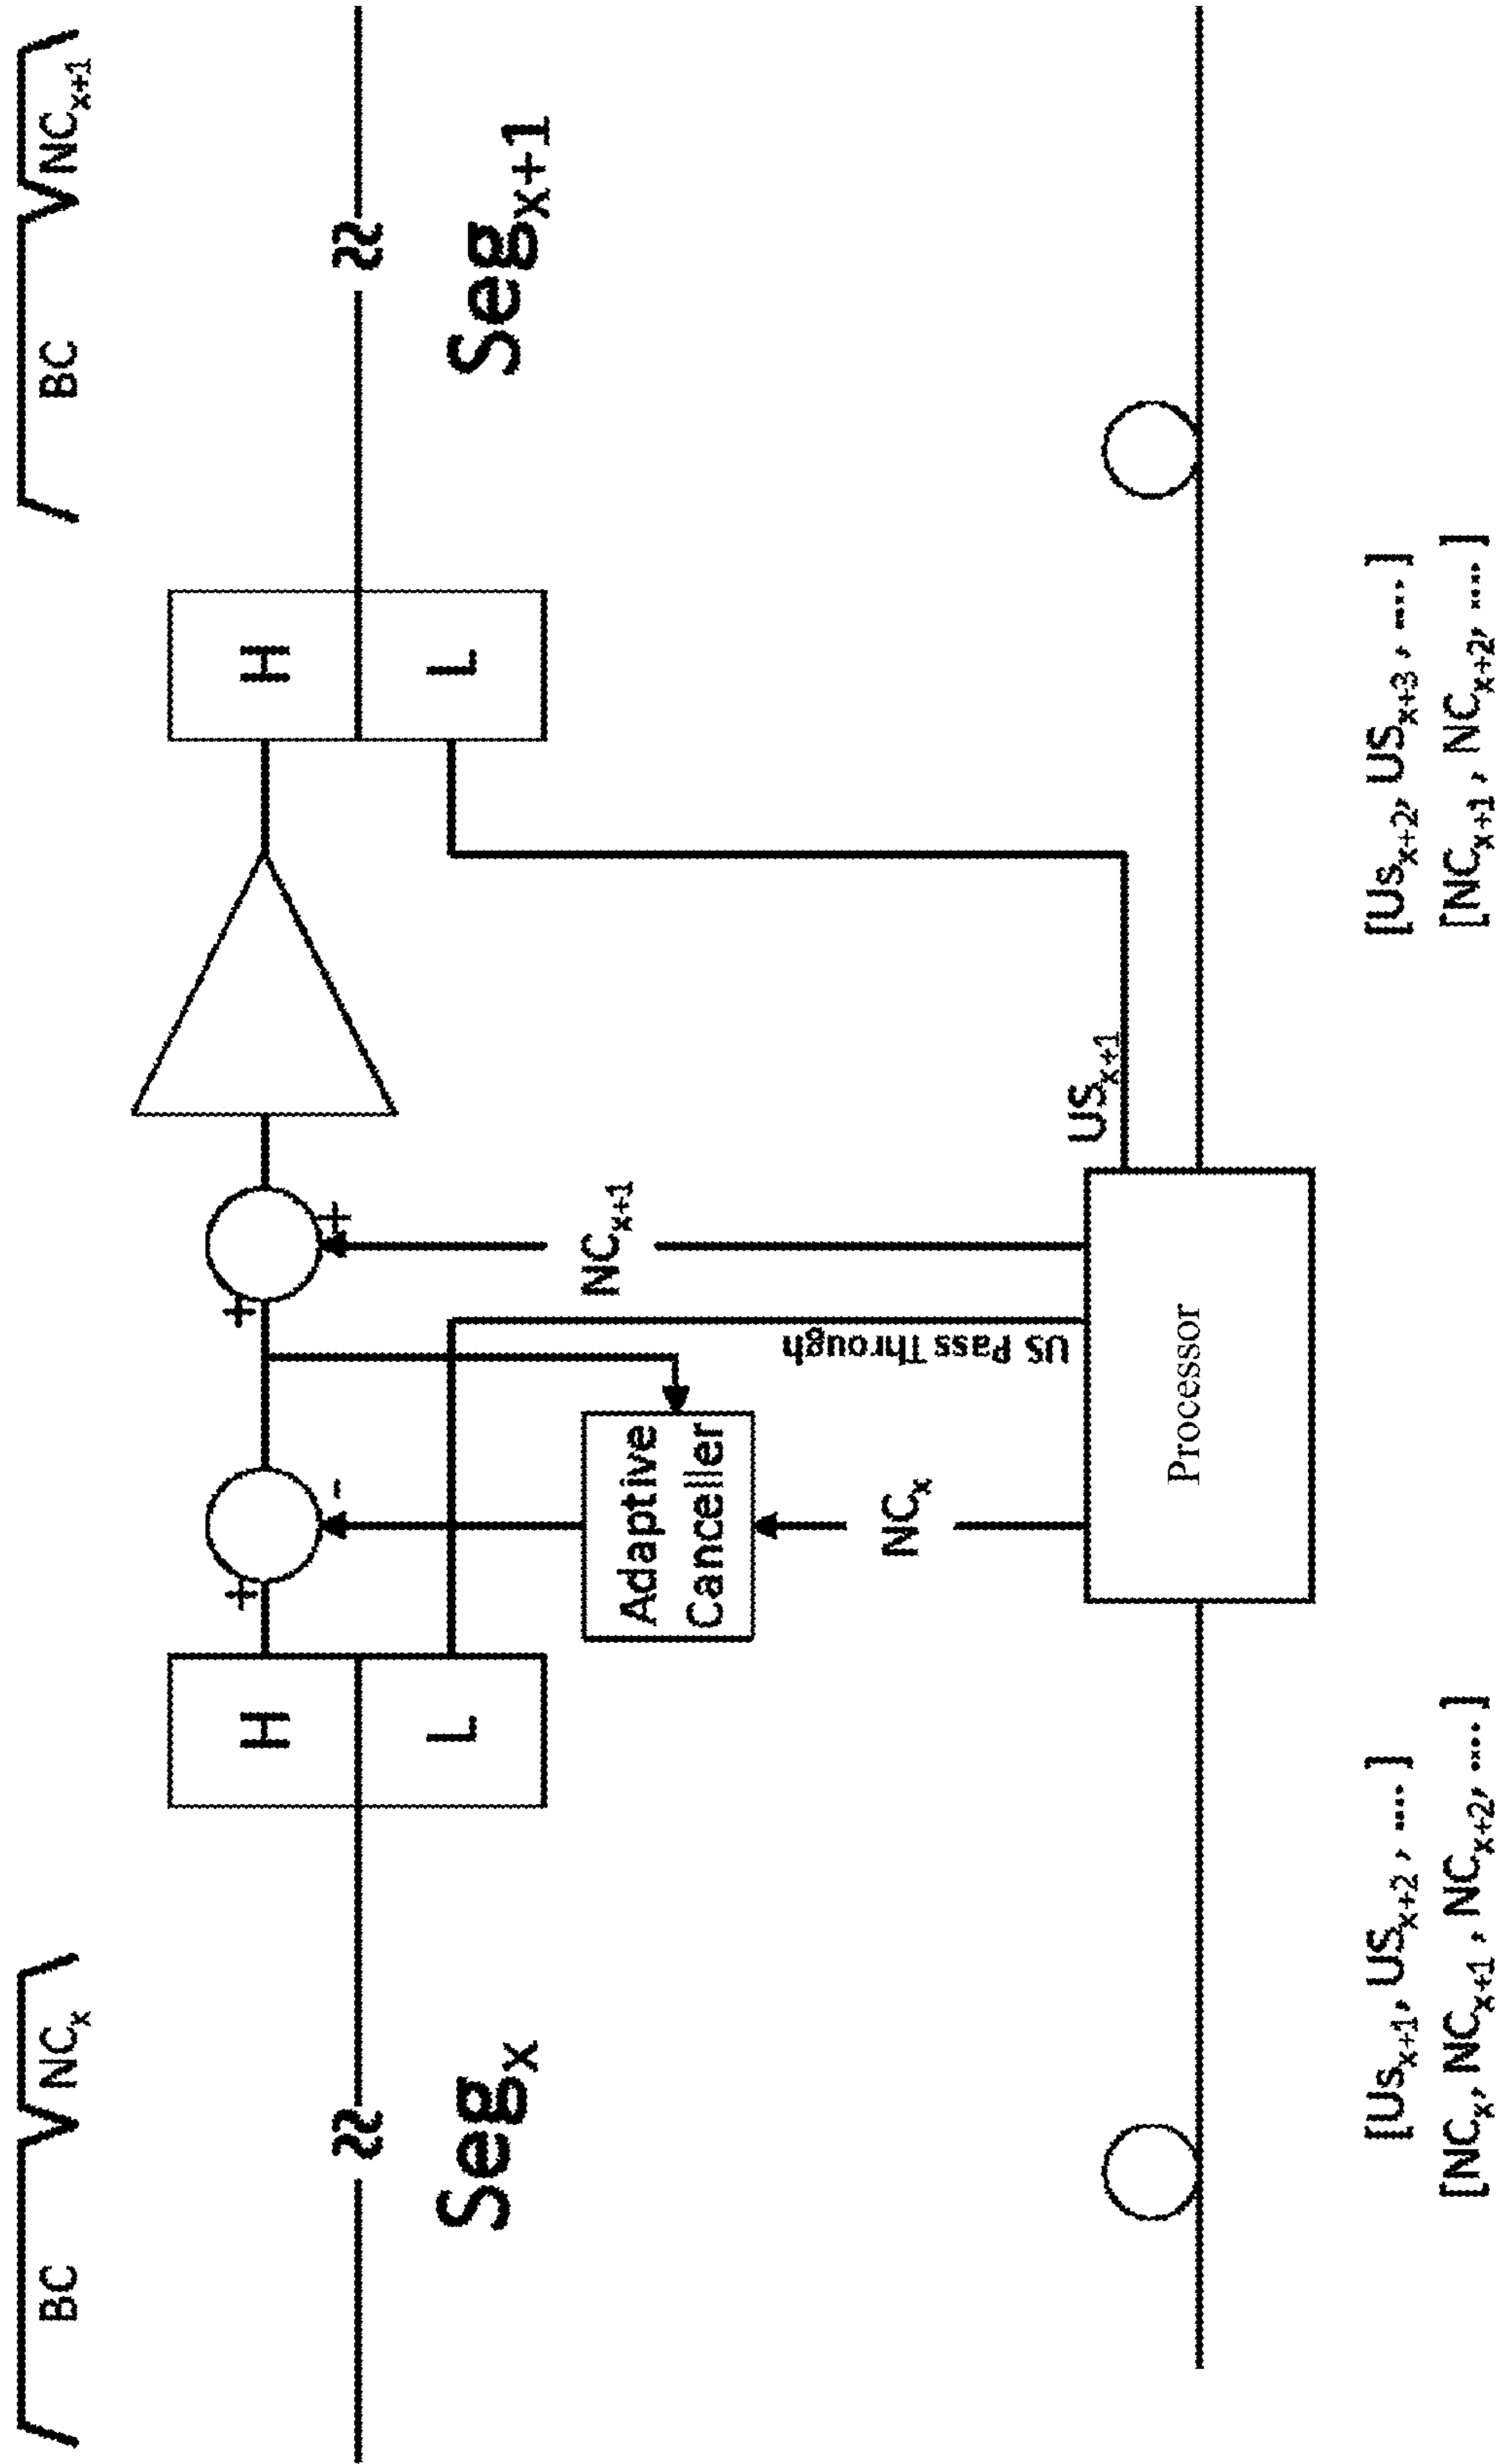 BC NCₓ
BC NCₓ₊₁
Segₓ
Segₓ₊₁
H
L
H
L
+
-
+
+
Adaptive
Canceller
NCₓ
US Pass Through
NCₓ₊₁
USₓ₊₁
Processor
[Usₓ₊₁, USₓ₊₂, ....]
[NCₓ, NCₓ₊₁, NCₓ₊₂, ....]
[Usₓ₊₂, USₓ₊₃, ....]
[NCₓ₊₁, NCₓ₊₂, ....]